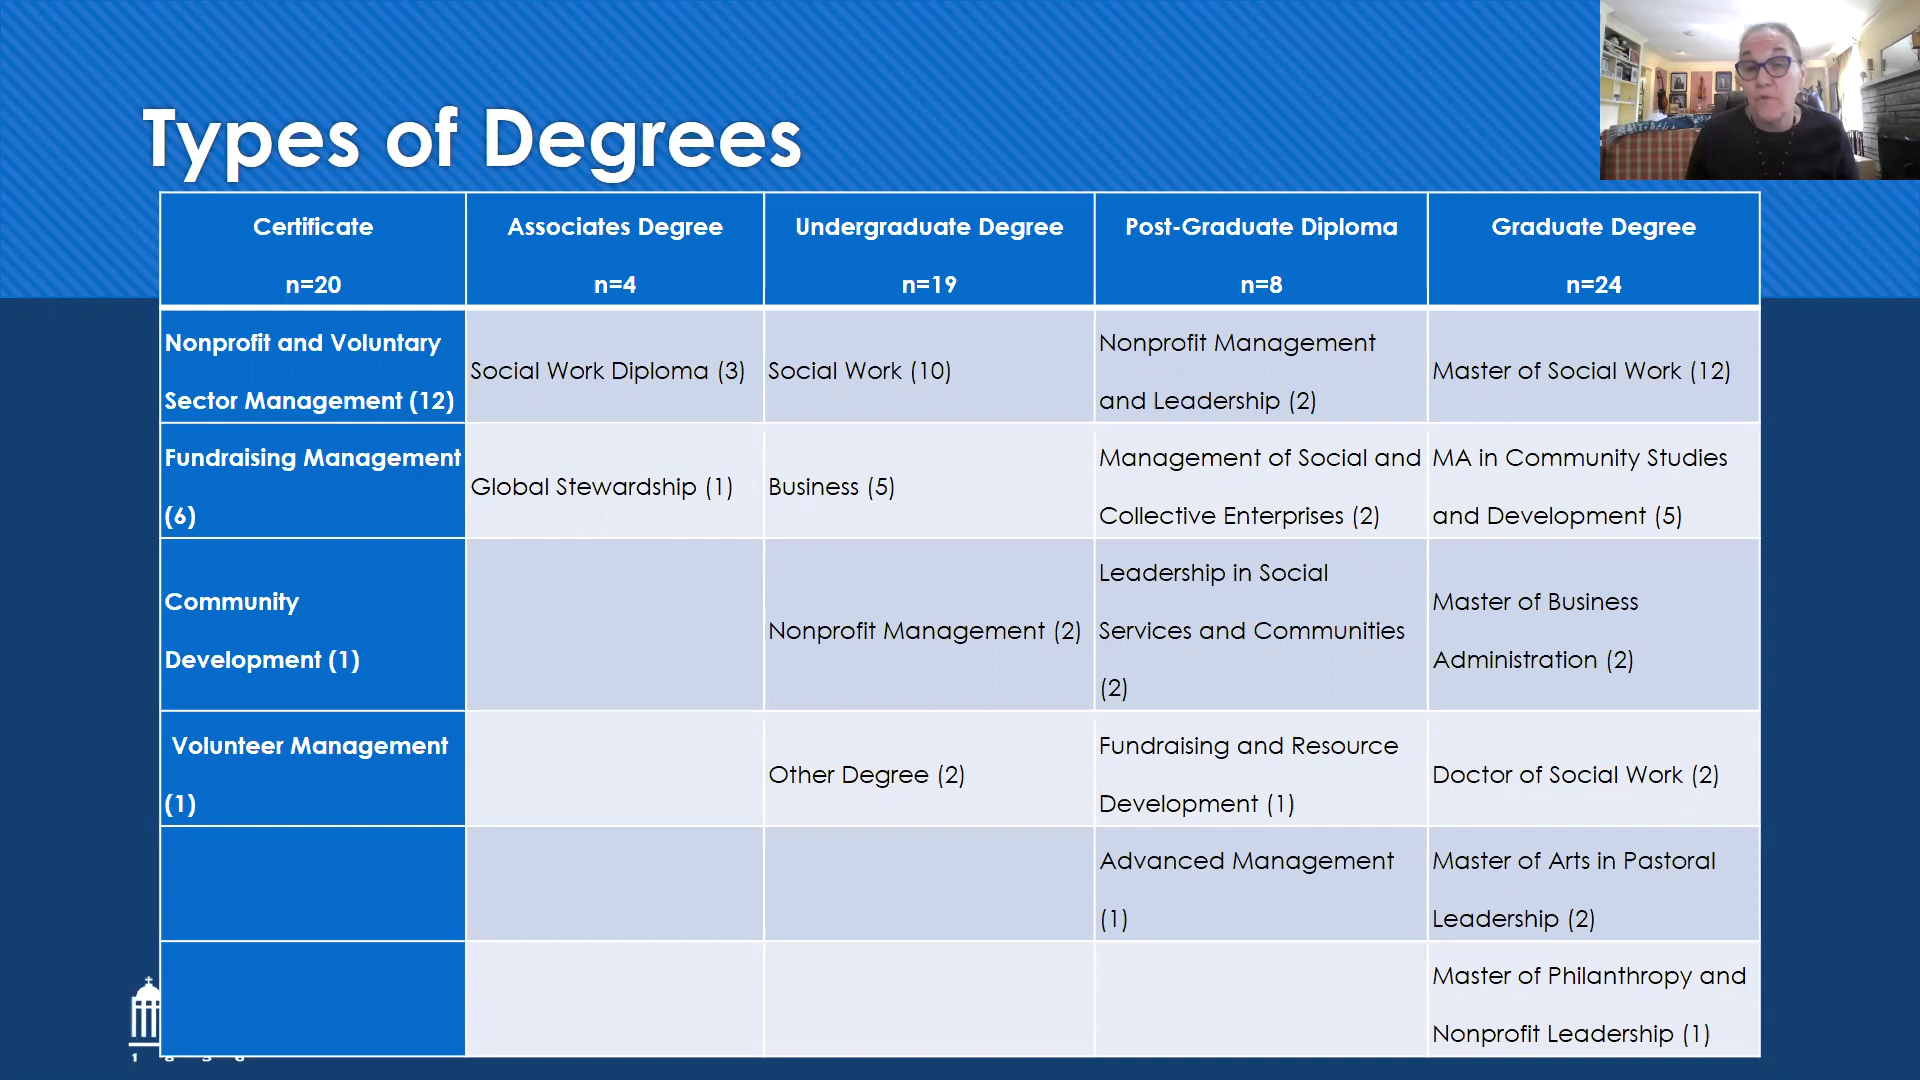 Types of Degrees
Certificate
n=20
Associates Degree
n=4
Undergraduate Degree
n=19
Post-Graduate Diploma
n=8
Graduate Degree
n=24
Nonprofit and Voluntary
Sector Management (12)
Social Work Diploma (3)
Social Work (10)
Nonprofit Management
and Leadership (2)
Master of Social Work (12)
Fundraising Management
(6)
Global Stewardship (1)
Business (5)
Management of Social and
Collective Enterprises (2)
MA in Community Studies
and Development (5)
Community
Development (1)
Nonprofit Management (2)
Leadership in Social
Services and Communities
(2)
Master of Business
Administration (2)
Volunteer Management
(1)
Other Degree (2)
Fundraising and Resource
Development (1)
Doctor of Social Work (2)
Advanced Management
(1)
Master of Arts in Pastoral
Leadership (2)
Master of Philanthropy and
Nonprofit Leadership (1)